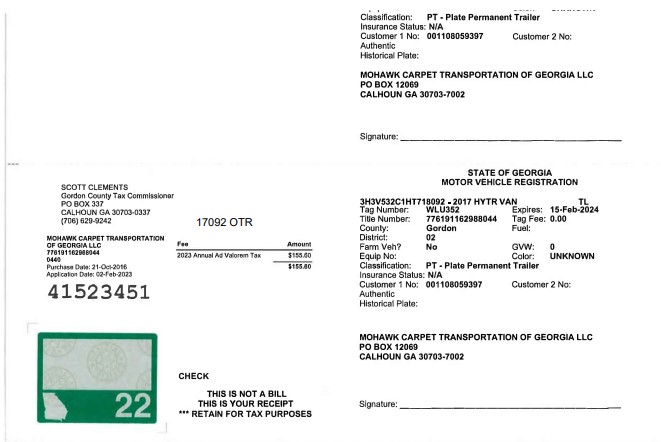 Classification: PT - Plate Permanent Trailer
Insurance Status: N/A
Customer 1 No: 001108059397 Customer 2 No:
Authentic
Historical Plate:
MOHAWK CARPET TRANSPORTATION OF GEORGIA LLC
PO BOX 12069
CALHOUN GA 30703-7002
Signature:
SCOTT CLEMENTS
Gordon County Tax Commissioner
PO BOX 337
CALHOUN GA 30703-0337
(706) 629-9242
17092 OTR
MOHAWK CARPET TRANSPORTATION
OF GEORGIA LLC
776191162988044
0440
Purchase Date: 21-Oct-2016
Application Date: 02-Feb-2023
41523451
Fee Amount
2023 Annual Ad Valorem Tax $155.60
$155.60
22
CHECK
THIS IS NOT A BILL
THIS IS YOUR RECEIPT
*** RETAIN FOR TAX PURPOSES
STATE OF GEORGIA
MOTOR VEHICLE REGISTRATION
3H3V532C1HT718092 - 2017 HYTR VAN TL
Tag Number: WLU352 Expires: 15-Feb-2024
Title Number: 776191162988044 Tag Fee: 0.00
County: Gordon Fuel:
District: 02
Farm Veh? No GVW: 0
Equip No: Color: UNKNOWN
Classification: PT - Plate Permanent Trailer
Insurance Status: N/A
Customer 1 No: 001108059397 Customer 2 No:
Authentic
Historical Plate:
MOHAWK CARPET TRANSPORTATION OF GEORGIA LLC
PO BOX 12069
CALHOUN GA 30703-7002
Signature: